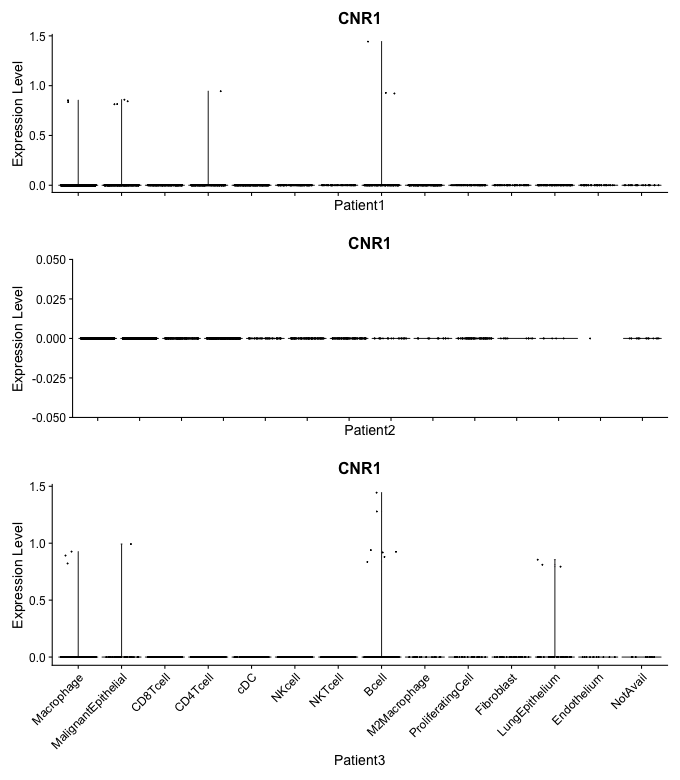 CNR1
Expression Level
1.5
1.0
0.5
0.0
Patient1
CNR1
Expression Level
0.050
0.025
0.000
-0.025
-0.050
Patient2
CNR1
Expression Level
1.5
1.0
0.5
0.0
Macrophage
MalignantEpithelial
CD8Tcell
CD4Tcell
cDC
NKcell
NKTcell
Bcell
M2Macrophage
ProliferatingCell
Fibroblast
LungEpithelium
Endothelium
NotAvail
Patient3